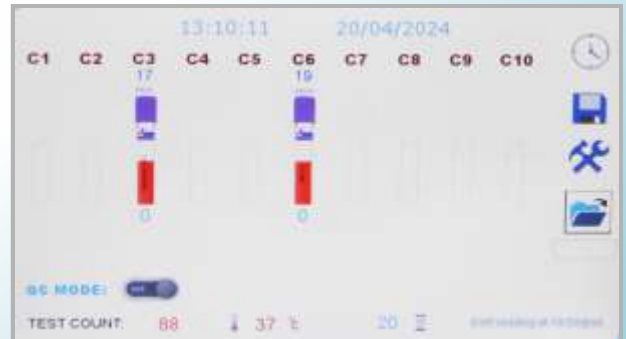 13:10:11 20/04/2024
C1 C2 C3 C4 C5 C6 C7 C8 C9 C10
17 19
0 0
QC MODE:
TEST COUNT: 88 37 °C 20